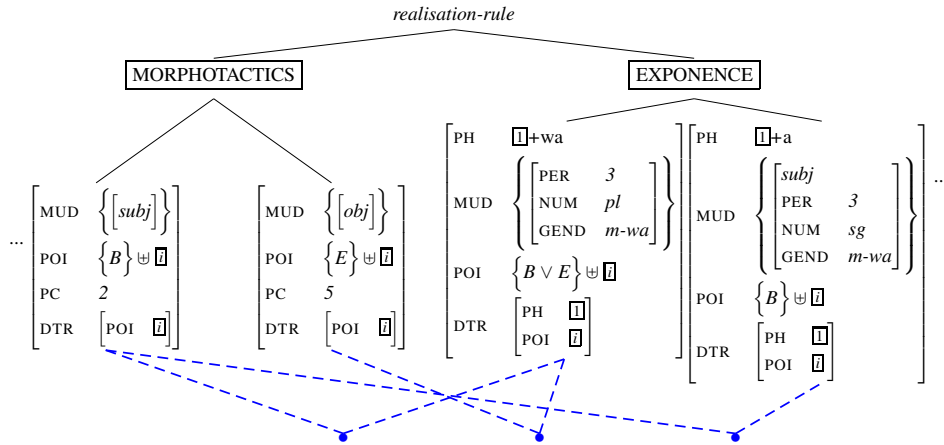 realisation-rule
MORPHOTACTICS EXPONENCE
...
MUD {[subj]}
POI {B} ⊎ i
PC 2
DTR [POI i]
MUD {[obj]}
POI {E} ⊎ i
PC 5
DTR [POI i]
PH 1+wa
MUD {[PER 3
NUM pl
GEND m-wa]}
POI {B ∨ E} ⊎ i
DTR [PH 1
POI i]
PH 1+a
MUD {[subj
PER 3
NUM sg
GEND m-wa]}
POI {B} ⊎ i
DTR [PH 1
POI i]
..